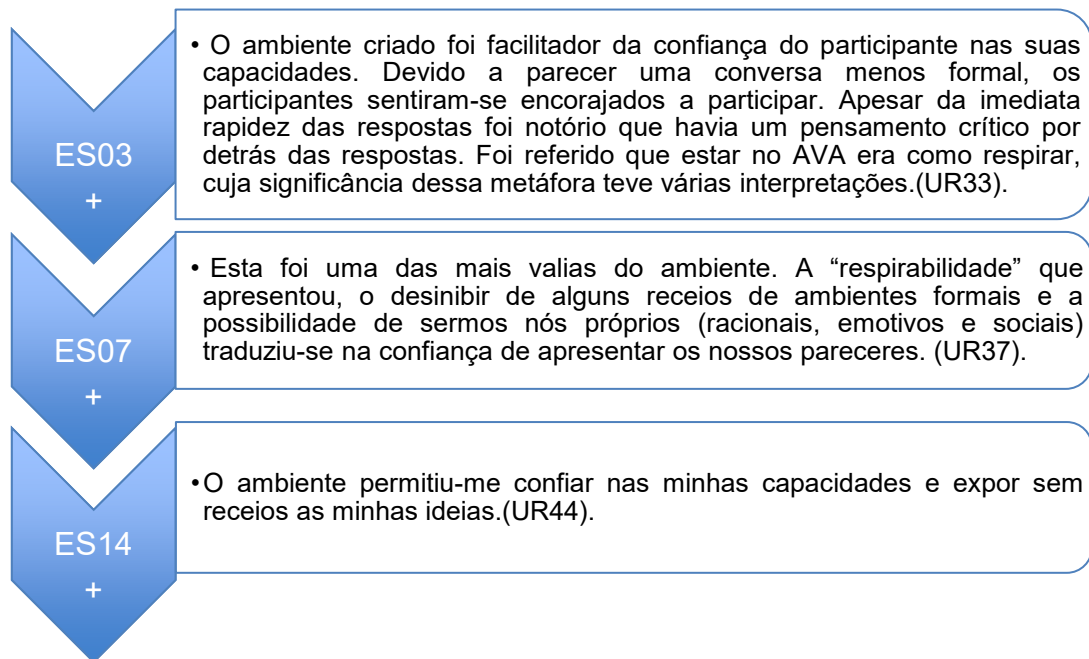 ES03
+
• O ambiente criado foi facilitador da confiança do participante nas suas
capacidades. Devido a parecer uma conversa menos formal, os
participantes sentiram-se encorajados a participar. Apesar da imediata
rapidez das respostas foi notório que havia um pensamento crítico por
detrás das respostas. Foi referido que estar no AVA era como respirar,
cuja significância dessa metáfora teve várias interpretações.(UR33).
ES07
+
• Esta foi uma das mais valias do ambiente. A “respirabilidade” que
apresentou, o desinibir de alguns receios de ambientes formais e a
possibilidade de sermos nós próprios (racionais, emotivos e sociais)
traduziu-se na confiança de apresentar os nossos pareceres. (UR37).
ES14
+
•O ambiente permitiu-me confiar nas minhas capacidades e expor sem
receios as minhas ideias.(UR44).